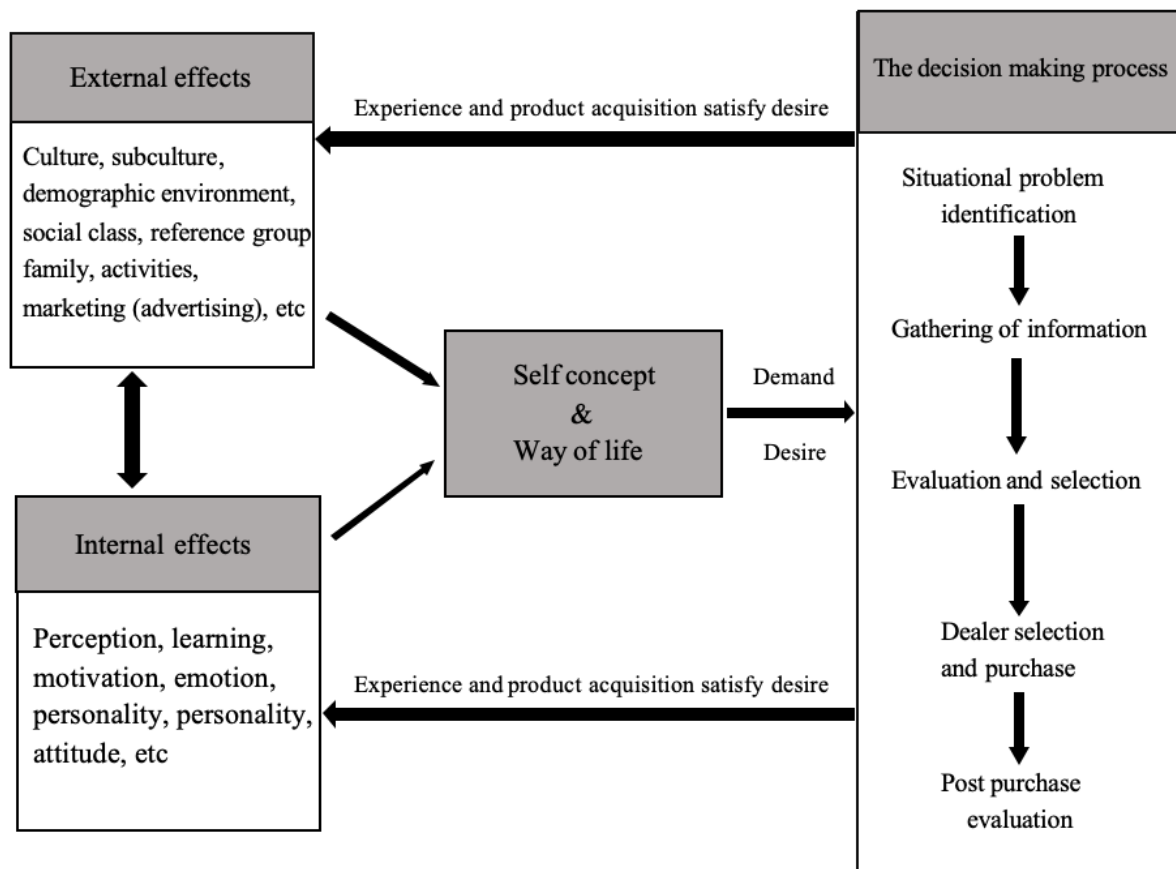 External effects
Culture, subculture,
demographic environment,
social class, reference group
family, activities,
marketing (advertising), etc
Internal effects
Perception, learning,
motivation, emotion,
personality, personality,
attitude, etc
Experience and product acquisition satisfy desire
Self concept
&
Way of life
Demand
Desire
Experience and product acquisition satisfy desire
The decision making process
Situational problem
identification
Gathering of information
Evaluation and selection
Dealer selection
and purchase
Post purchase
evaluation